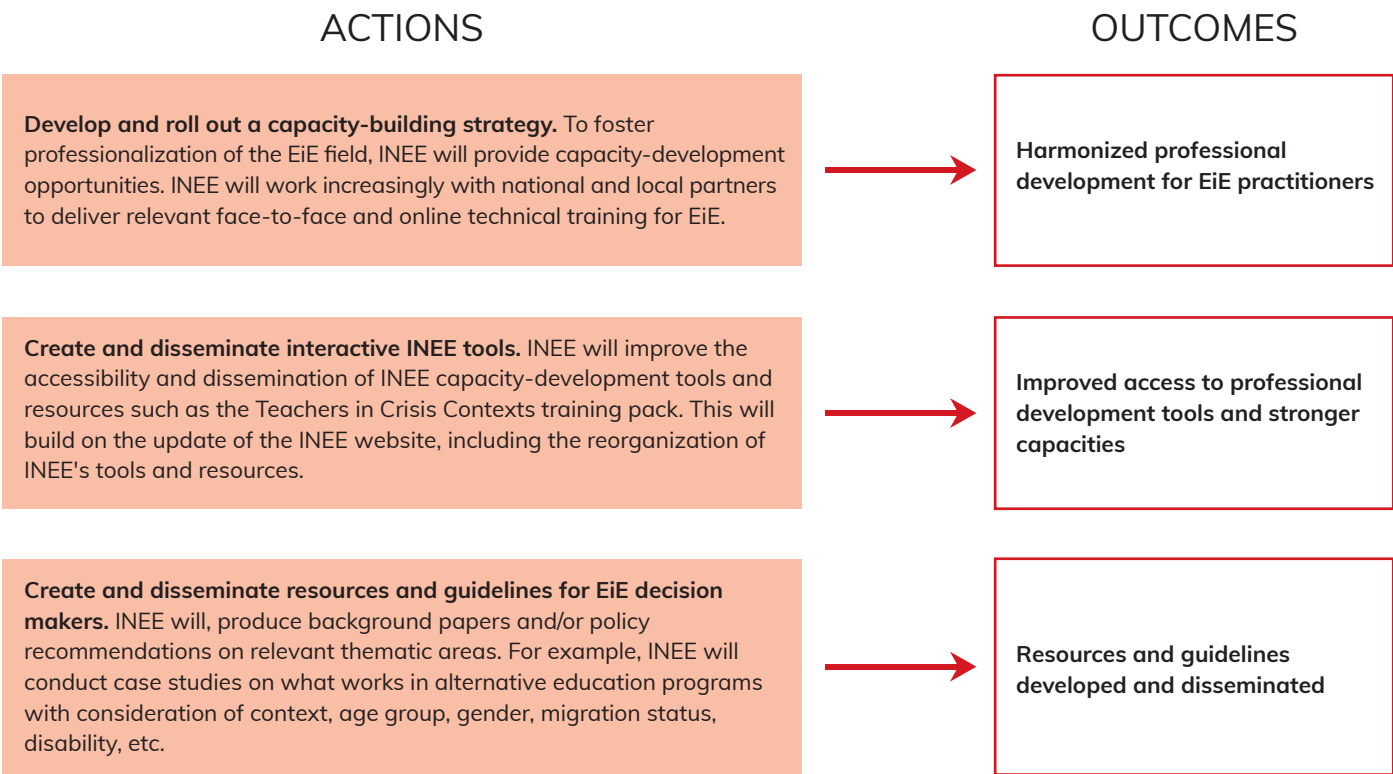 ACTIONS
OUTCOMES
Develop and roll out a capacity-building strategy. To foster
professionalization of the EiE field, INEE will provide capacity-development
opportunities. INEE will work increasingly with national and local partners
to deliver relevant face-to-face and online technical training for EiE.
Harmonized professional
development for EiE practitioners
Create and disseminate interactive INEE tools. INEE will improve the
accessibility and dissemination of INEE capacity-development tools and
resources such as the Teachers in Crisis Contexts training pack. This will
build on the update of the INEE website, including the reorganization of
INEE's tools and resources.
Improved access to professional
development tools and stronger
capacities
Create and disseminate resources and guidelines for EiE decision
makers. INEE will, produce background papers and/or policy
recommendations on relevant thematic areas. For example, INEE will
conduct case studies on what works in alternative education programs
with consideration of context, age group, gender, migration status,
disability, etc.
Resources and guidelines
developed and disseminated